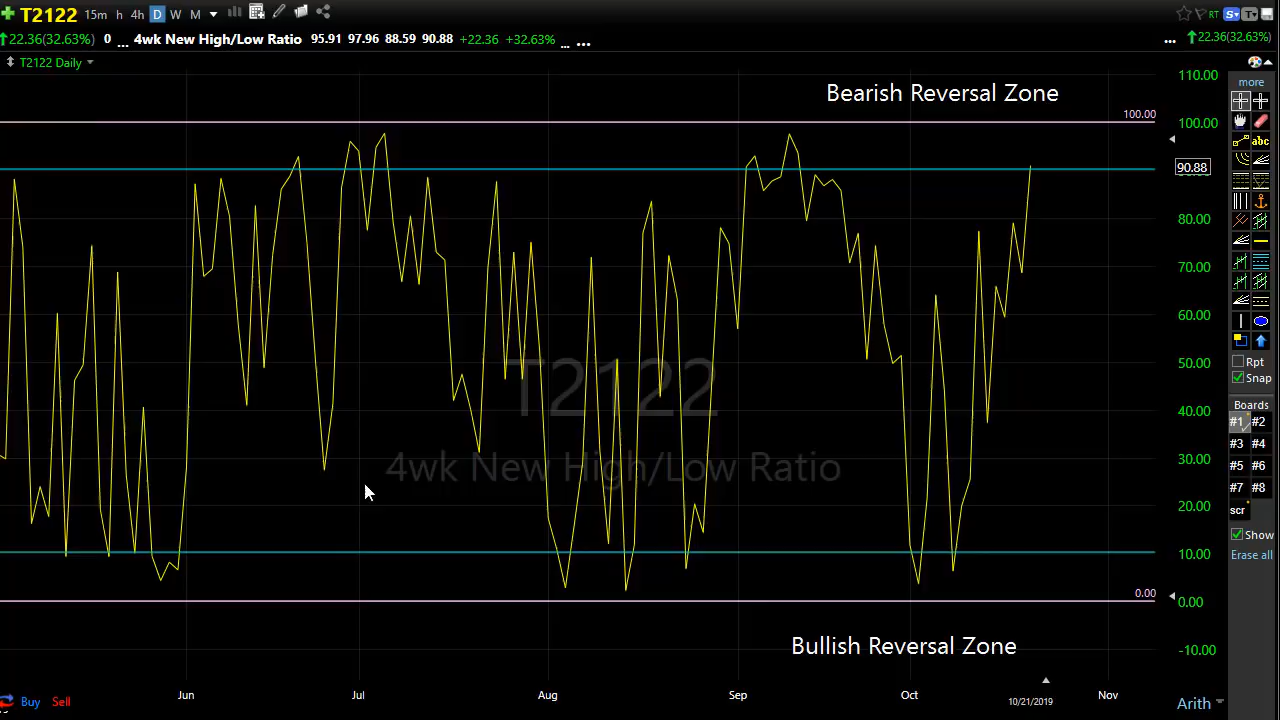 T2122 15m h 4h D W M RT S T
22.36(32.63%) 0 ... 4wk New High/Low Ratio 95.91 97.96 88.59 90.88 +22.36 +32.63% ... ... ... 22.36(32.63%)
T2122 Daily
110.00
more
Bearish Reversal Zone
100.00
100.00
abc
90.88
80.00
70.00
60.00
50.00
Rpt
T2122
Snap
Boards
40.00
#1 #2
#3 #4
30.00
4wk New High/Low Ratio
#5 #6
#7 #8
20.00
scr
Show
10.00
Erase all
0.00
0.00
Bullish Reversal Zone
-10.00
Jun Jul Aug Sep Oct Nov
Buy Sell 10/21/2019 Arith